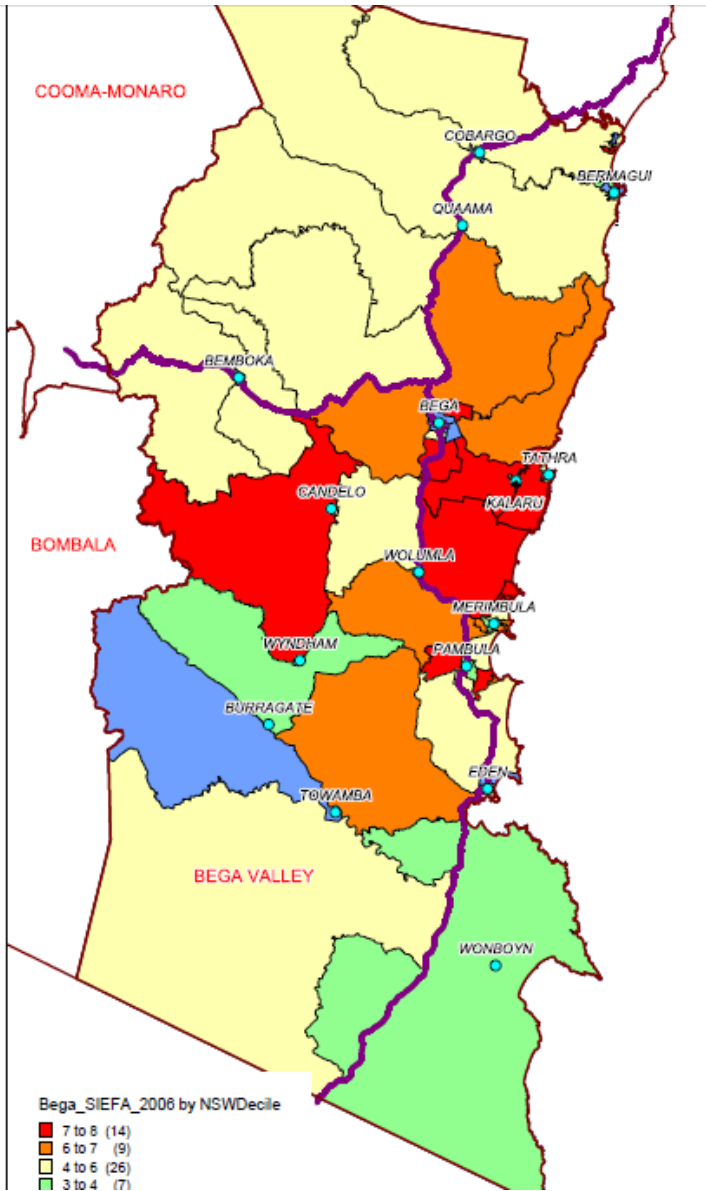 COOMA-MONARO
COBARGO
BERMAGUI
QUAAMA
BEMBOKA
BEGA
TATHRA
CANDELO
KALARU
BOMBALA
WOLUMLA
MERIMBULA
WYNDHAM
PAMBULA
BURRAGATE
EDEN
TOWAMBA
BEGA VALLEY
WONBOYN
Bega_SIEFA_2006 by NSWDecile
7 to 8 (14)
6 to 7 (9)
4 to 6 (26)
3 to 4 (7)